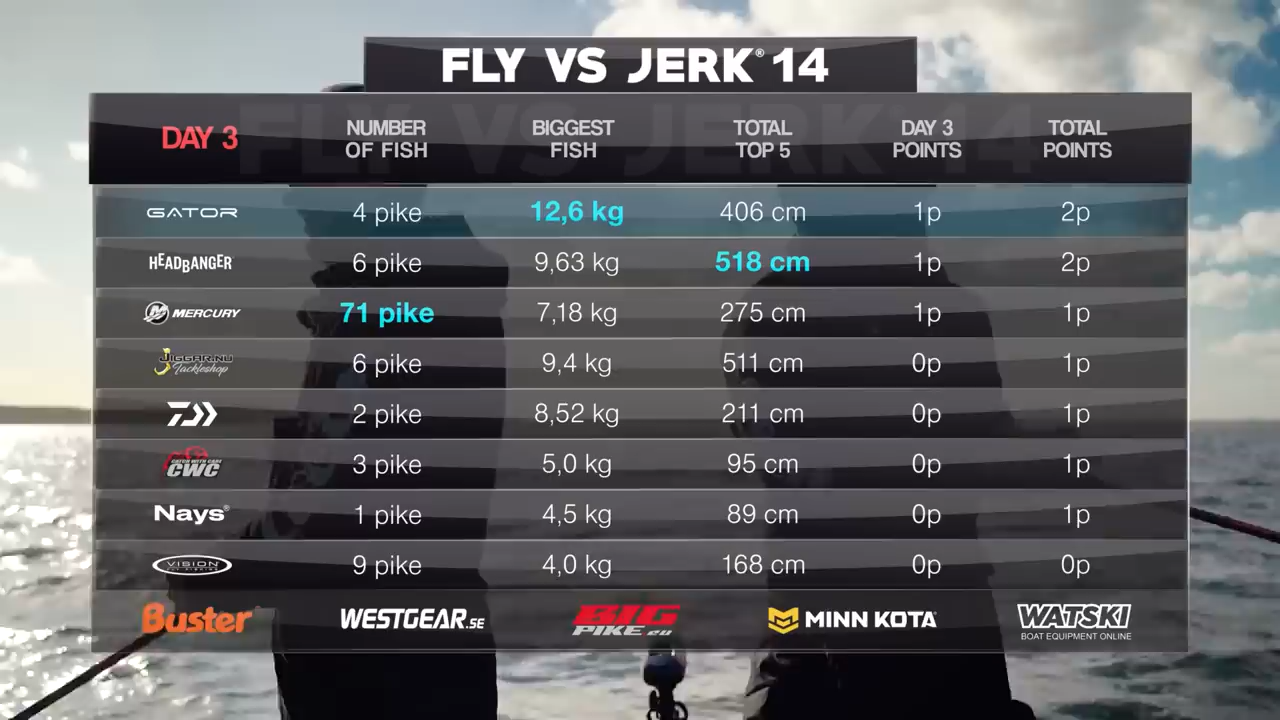 FLY VS JERK® 14
DAY 3 NUMBER OF FISH BIGGEST FISH TOTAL TOP 5 DAY 3 POINTS TOTAL POINTS
GATOR 4 pike 12,6 kg 406 cm 1p 2p
HEADBANGER 6 pike 9,63 kg 518 cm 1p 2p
MERCURY 71 pike 7,18 kg 275 cm 1p 1p
JIGGAR.NU Tackleshop 6 pike 9,4 kg 511 cm 0p 1p
2 pike 8,52 kg 211 cm 0p 1p
CATCH WITH CARE CWC 3 pike 5,0 kg 95 cm 0p 1p
Nays® 1 pike 4,5 kg 89 cm 0p 1p
VISION FLY FISHING 9 pike 4,0 kg 168 cm 0p 0p
Buster WESTGEAR.SE BIG PIKE.eu MINN KOTA WATSKI BOAT EQUIPMENT ONLINE